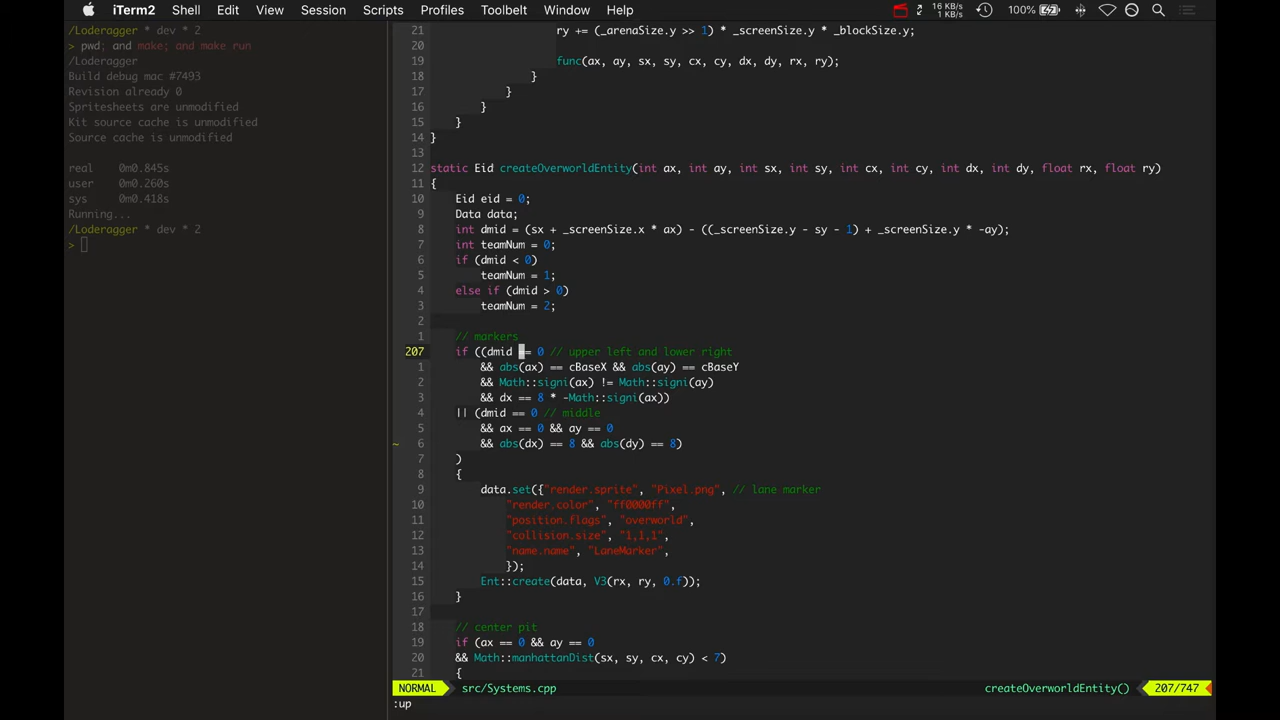 iTerm2 Shell Edit View Session Scripts Profiles Toolbelt Window Help 16 KB/s 1 KB/s 100%
/Loderagger * dev * 2
> pwd; and make; and make run
/Loderagger
Build debug mac #7493
Revision already 0
Spritesheets are unmodified
Kit source cache is unmodified
Source cache is unmodified
real 0m0.845s
user 0m0.260s
sys 0m0.418s
Running...
/Loderagger * dev * 2
>
21 ry += (_arenaSize.y >> 1) * _screenSize.y * _blockSize.y;
20
19 func(ax, ay, sx, sy, cx, cy, dx, dy, rx, ry);
18 }
17 }
16 }
15 }
14 }
13
12 static Eid createOverworldEntity(int ax, int ay, int sx, int sy, int cx, int cy, int dx, int dy, float rx, float ry)
11 {
10 Eid eid = 0;
9 Data data;
8 int dmid = (sx + _screenSize.x * ax) - ((_screenSize.y - sy - 1) + _screenSize.y * -ay);
7 int teamNum = 0;
6 if (dmid < 0)
5 teamNum = 1;
4 else if (dmid > 0)
3 teamNum = 2;
2
1 // markers
207 if ((dmid == 0 // upper left and lower right
1 && abs(ax) == cBaseX && abs(ay) == cBaseY
2 && Math::signi(ax) != Math::signi(ay)
3 && dx == 8 * -Math::signi(ax))
4 || (dmid == 0 // middle
5 && ax == 0 && ay == 0
~ 6 && abs(dx) == 8 && abs(dy) == 8)
7 )
8 {
9 data.set({"render.sprite", "Pixel.png", // lane marker
10 "render.color", "ff0000ff",
11 "position.flags", "overworld",
12 "collision.size", "1,1,1",
13 "name.name", "LaneMarker",
14 });
15 Ent::create(data, V3(rx, ry, 0.f));
16 }
17
18 // center pit
19 if (ax == 0 && ay == 0
20 && Math::manhattanDist(sx, sy, cx, cy) < 7)
21 {
NORMAL src/Systems.cpp createOverworldEntity() 207/747
:up